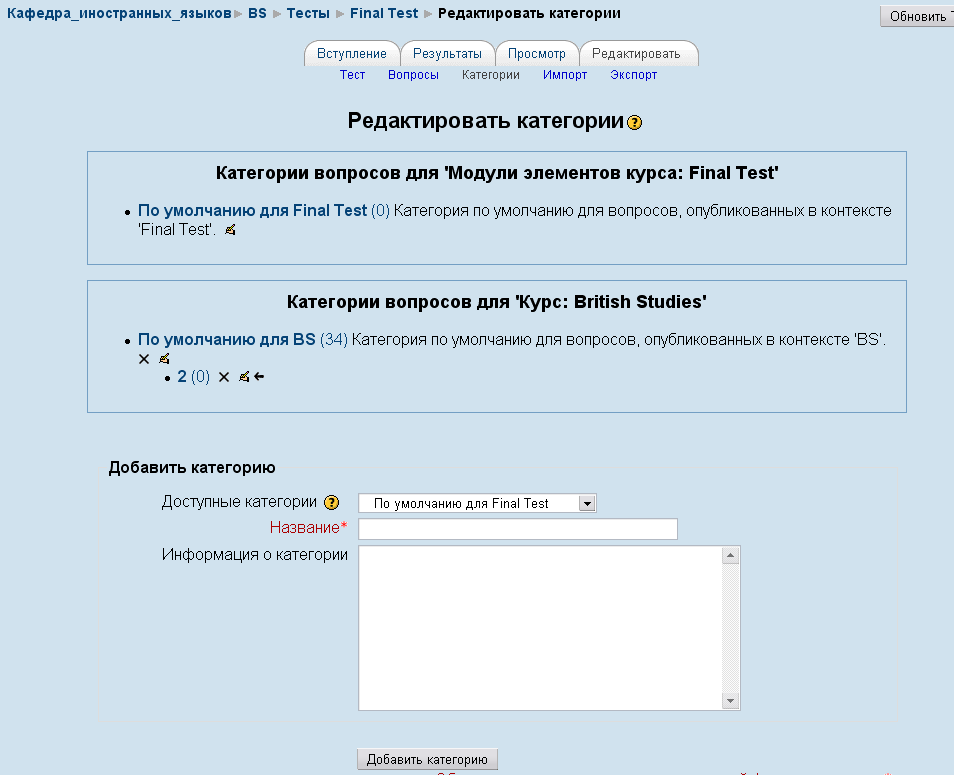 Кафедра_иностранных_языков ► BS ► Тесты ► Final Test ► Редактировать категории
Обновить
Вступление Результаты Просмотр Редактировать
Тест Вопросы Категории Импорт Экспорт
Редактировать категории
Категории вопросов для 'Модули элементов курса: Final Test'
• По умолчанию для Final Test (0) Категория по умолчанию для вопросов, опубликованных в контексте
'Final Test'.
Категории вопросов для 'Курс: British Studies'
• По умолчанию для BS (34) Категория по умолчанию для вопросов, опубликованных в контексте 'BS'.
• 2 (0)
Добавить категорию
Доступные категории По умолчанию для Final Test
Название*
Информация о категории
Добавить категорию